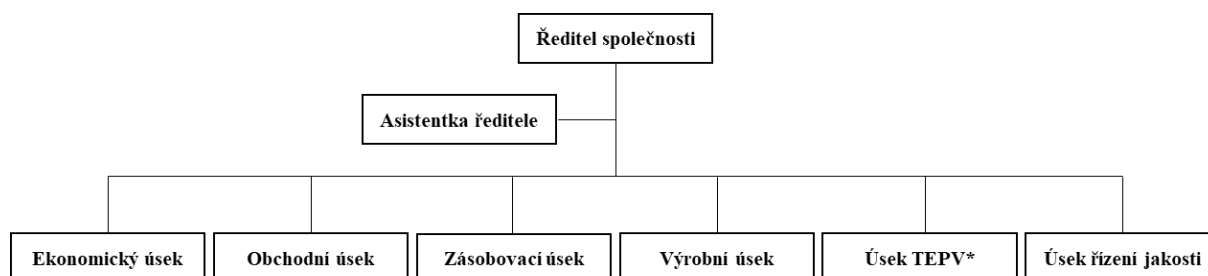 Ředitel společnosti
Asistentka ředitele
Ekonomický úsek
Obchodní úsek
Zásobovací úsek
Výrobní úsek
Úsek TEPV*
Úsek řízení jakosti